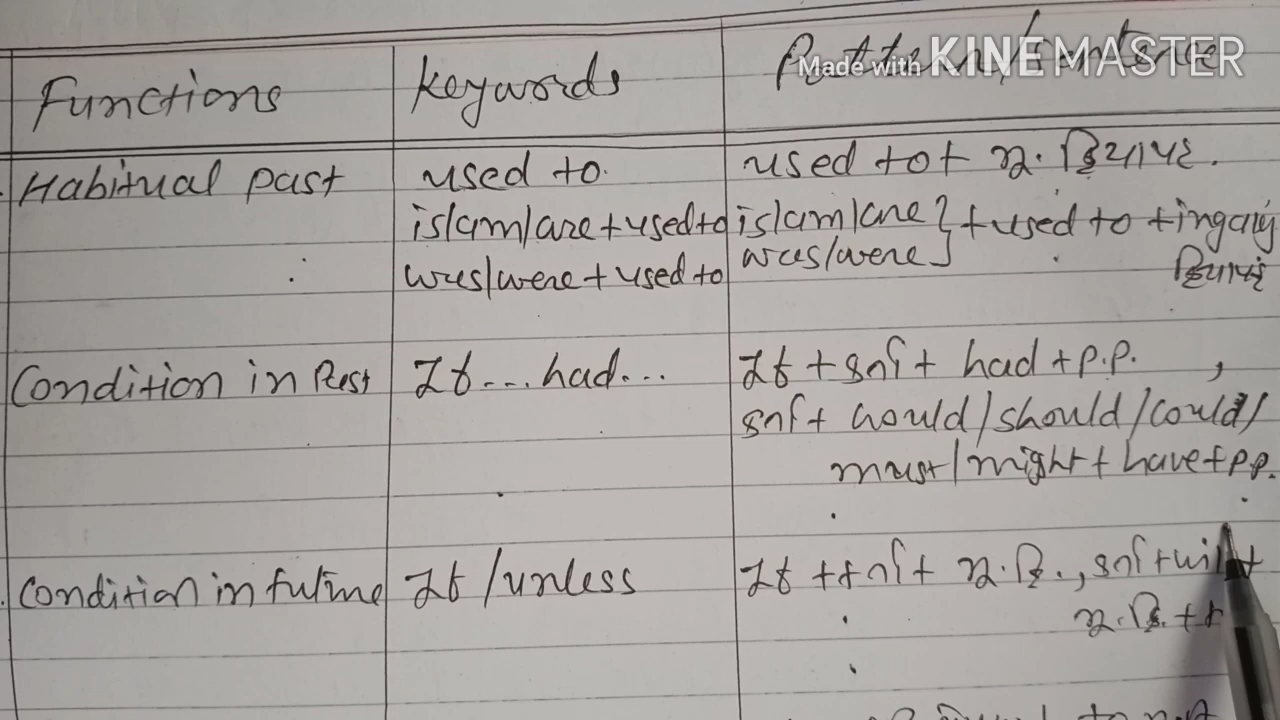 Made with KINEMASTER
Functions Keywords Pattern/sentence
Habitual past used to. used to + મૂ. ક્રિયાપદ.
is/am/are + used to is/am/are } + used to + ing વાળું
was/were + used to was/were ક્રિયાપદ
Condition in Past If...had... If + કર્તા + had + p.p. ,
કર્તા + would/should/could/
must/might + have + p.p.
Condition in future If /unless If + કર્તા + મૂ.ક્રિ., કર્તા + will +
મૂ.ક્રિ. +